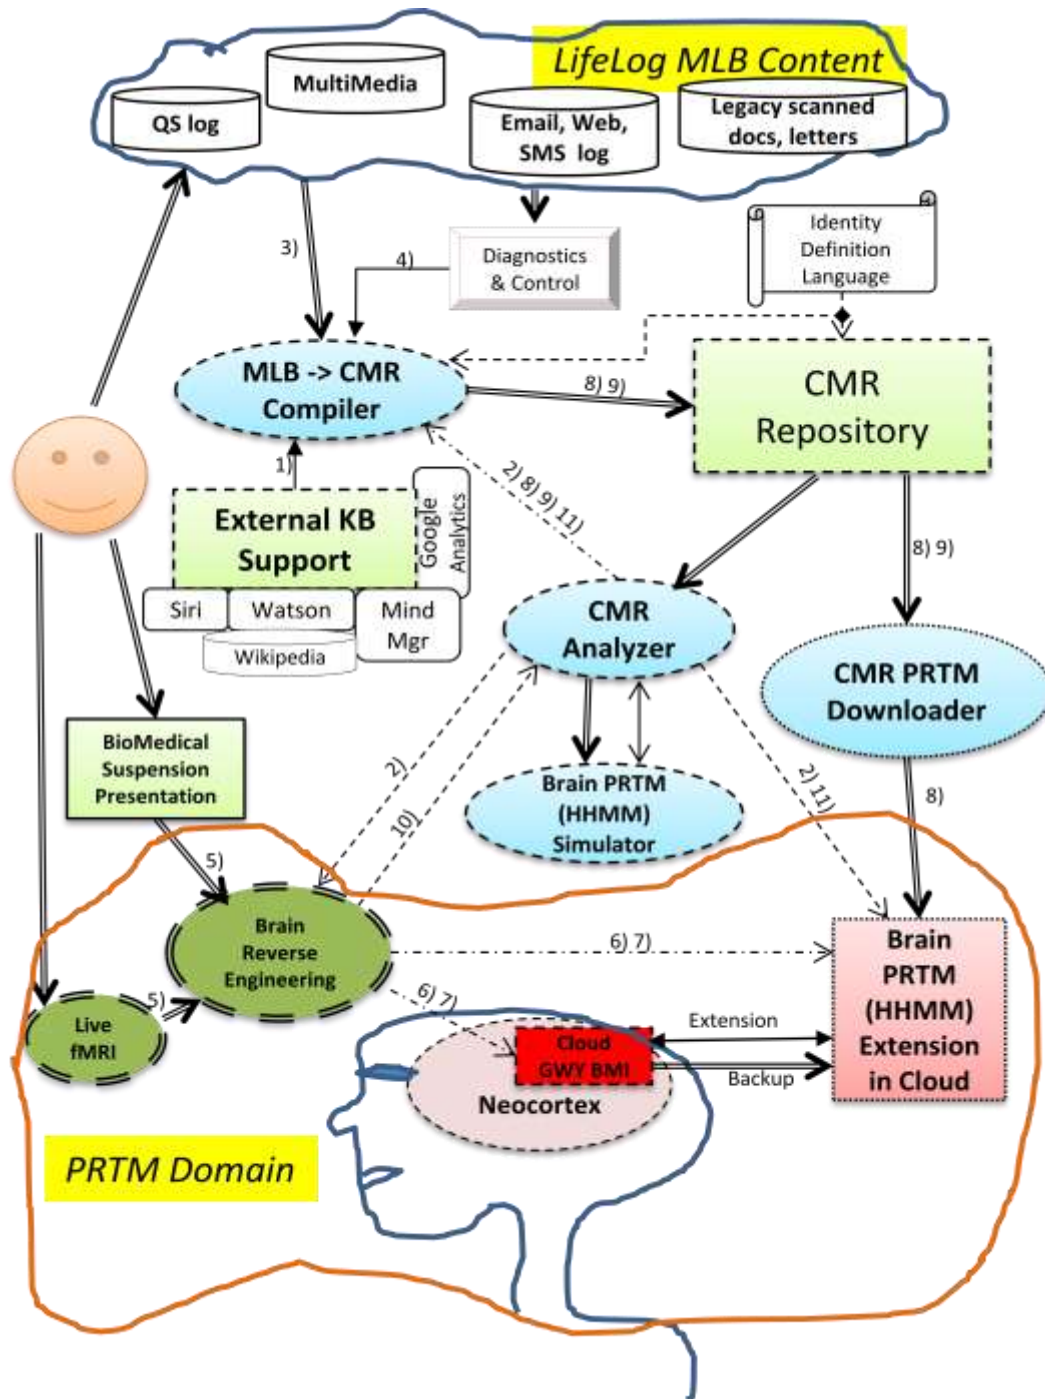 LifeLog MLB Content
MultiMedia
QS log
Email, Web,
SMS log
Legacy scanned
docs, letters
3)
4)
Diagnostics
& Control
Identity
Definition
Language
MLB -> CMR
Compiler
8) 9)
CMR
Repository
1)
2) 8) 9) 11)
External KB
Support
Google
Analytics
Siri
Watson
Mind
Mgr
Wikipedia
8) 9)
CMR
Analyzer
CMR PRTM
Downloader
BioMedical
Suspension
Presentation
2)
10)
Brain PRTM
(HHMM)
Simulator
2) 11)
8)
5)
Brain
Reverse
Engineering
6) 7)
Brain
PRTM
(HHMM)
Extension
in Cloud
5)
Live
fMRI
6) 7)
Cloud
GWY BMI
Extension
Backup
Neocortex
PRTM Domain